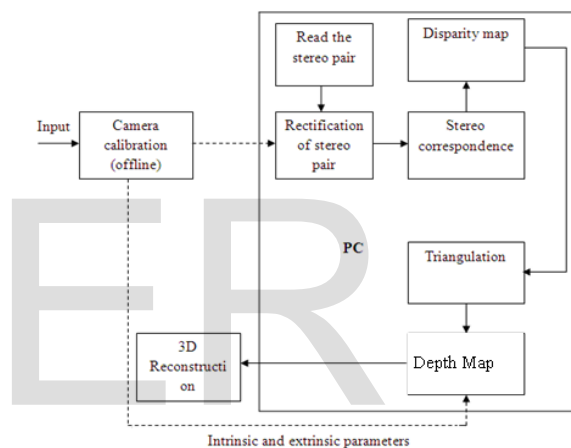 Read the
stereo pair
Disparity map
Input
Camera
calibration
(offline)
Rectification
of stereo
pair
Stereo
correspondence
PC
Triangulation
3D
Reconstructi
on
Depth Map
Intrinsic and extrinsic parameters
ER